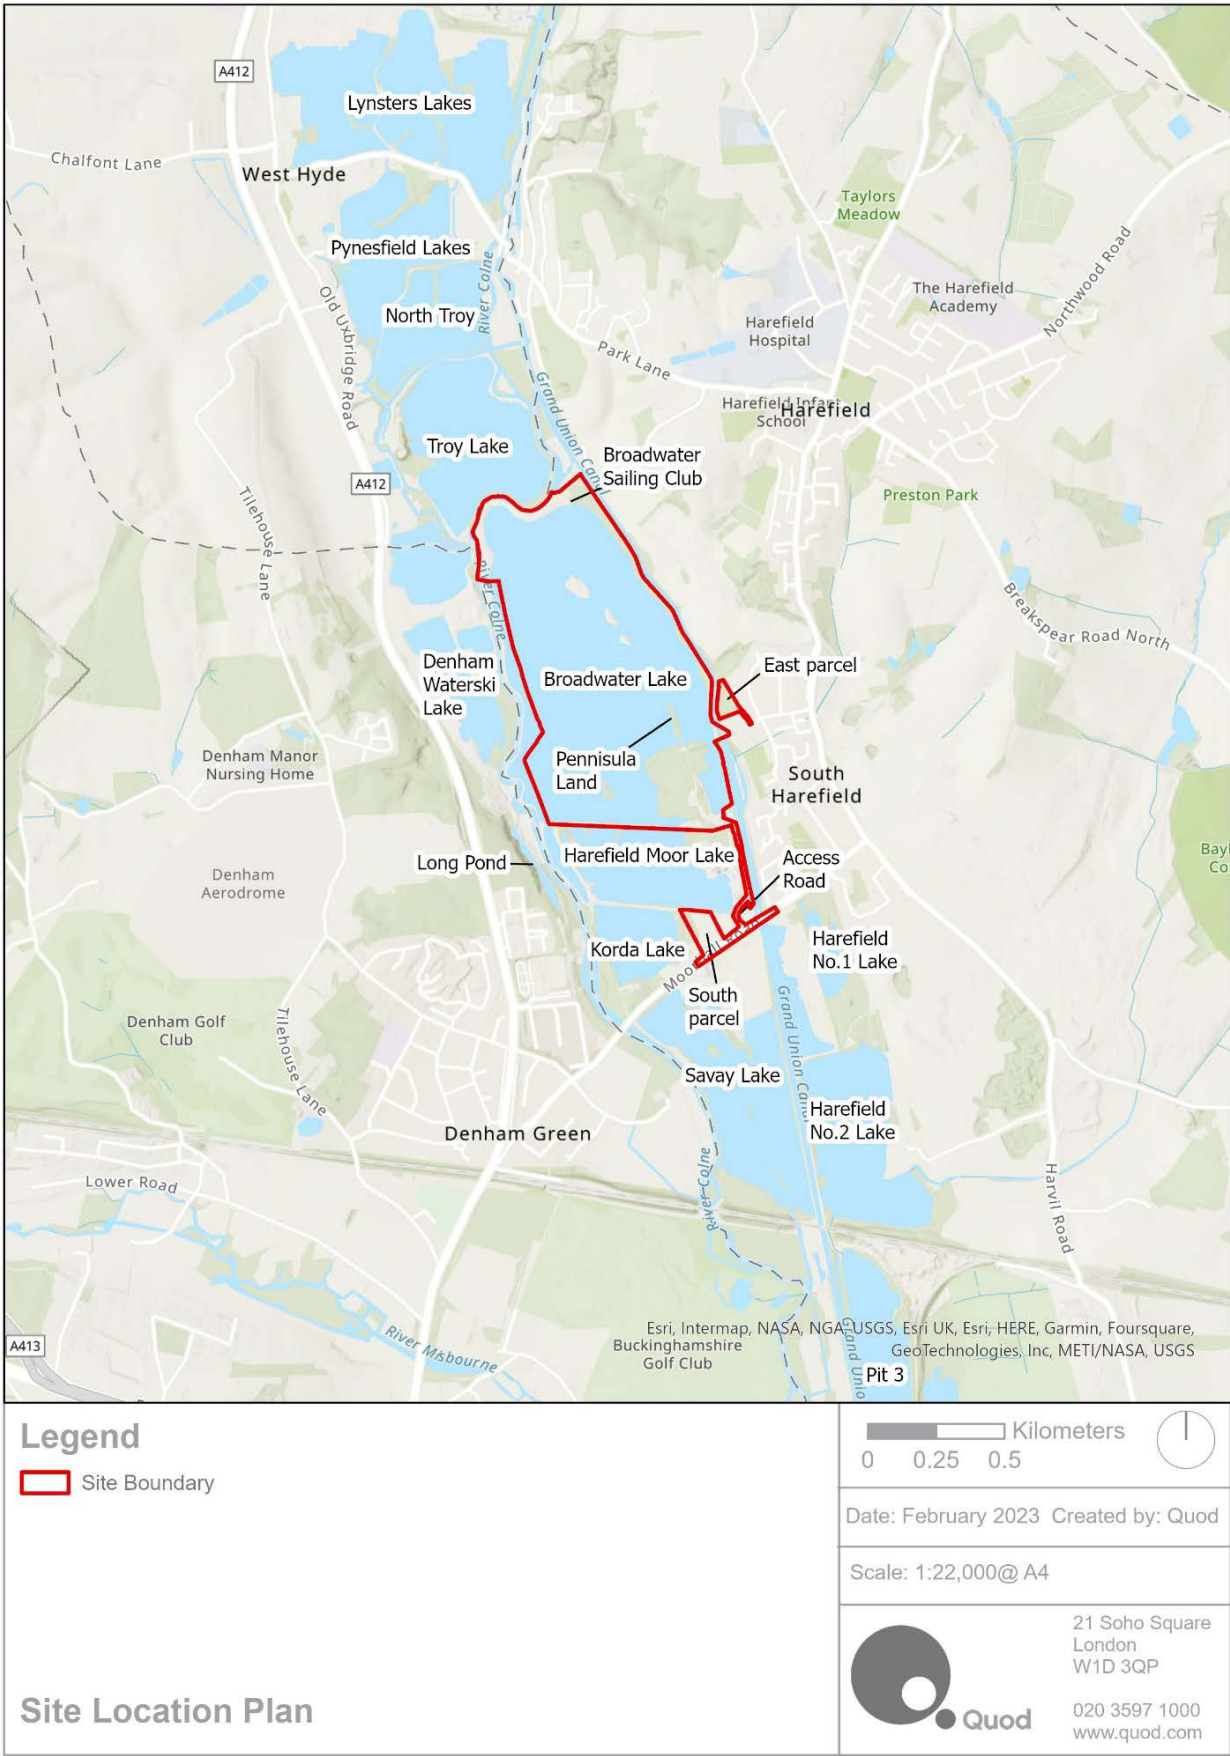 A412
Lynsters Lakes
Chalfont Lane
West Hyde
Taylors
Meadow
Pynesfield Lakes
River Colne
North Troy
Old Uxbridge Road
The Harefield
Academy
Northwood Road
Harefield
Hospital
Park Lane
Grand Union Canal
Harefield Infant
School
Harefield
Troy Lake
Broadwater
Sailing Club
A412
Preston Park
Tilehouse Lane
River Colne
Breakspear Road North
Denham
Waterski
Lake
Broadwater Lake
East parcel
Denham Manor
Nursing Home
Pennisula
Land
South
Harefield
Long Pond
Harefield Moor Lake
Access
Road
Denham
Aerodrome
Korda Lake
Harefield
No.1 Lake
South
parcel
Grand Union Canal
Denham Golf
Club
Tilehouse Lane
Savay Lake
Harefield
No.2 Lake
Denham Green
River Colne
Lower Road
Harvil Road
River Misbourne
A413
Buckinghamshire
Golf Club
Esri, Intermap, NASA, NGA, USGS, Esri UK, Esri, HERE, Garmin, Foursquare,
GeoTechnologies, Inc, METI/NASA, USGS
Pit 3
Legend
Site Boundary
Kilometers
0 0.25 0.5
Date: February 2023 Created by: Quod
Scale: 1:22,000@ A4
Site Location Plan
Quod
21 Soho Square
London
W1D 3QP
020 3597 1000
www.quod.com